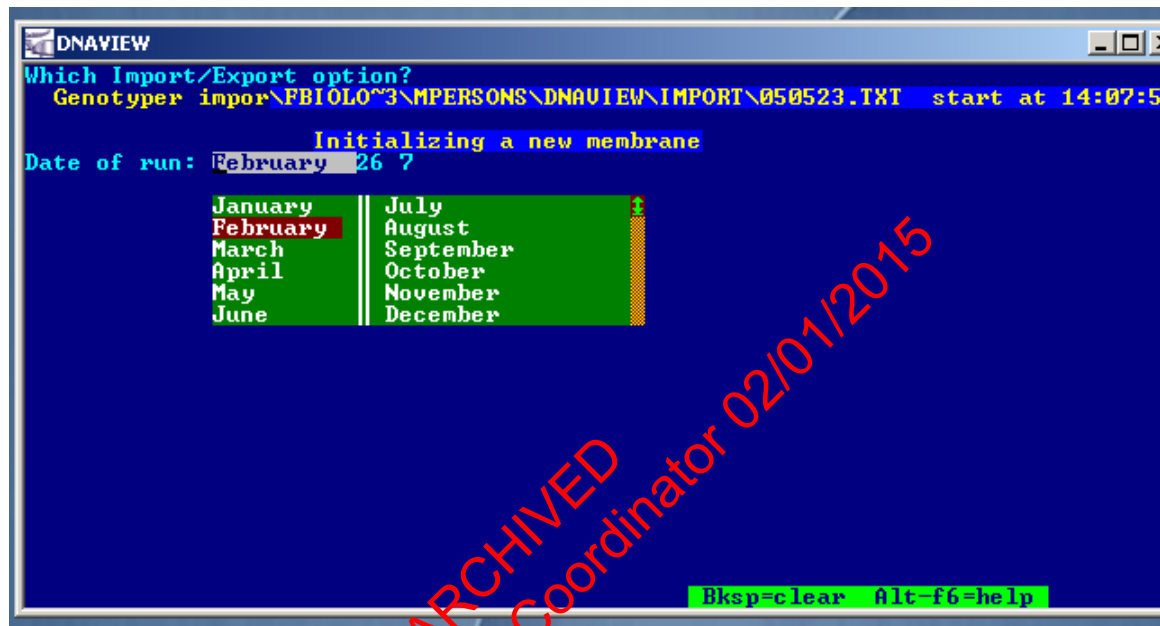 DNAVIEW
Which Import/Export option?
Genotyper impor\FBIOLO~3\MPERSONS\DNAVIEW\IMPORT\050523.TXT start at 14:07:5
Initializing a new membrane
Date of run: February 26 7
January July
February August
March September
April October
May November
June December
ARCHIVED
Coordinator 02/01/2015
Bksp=clear Alt-f6=help